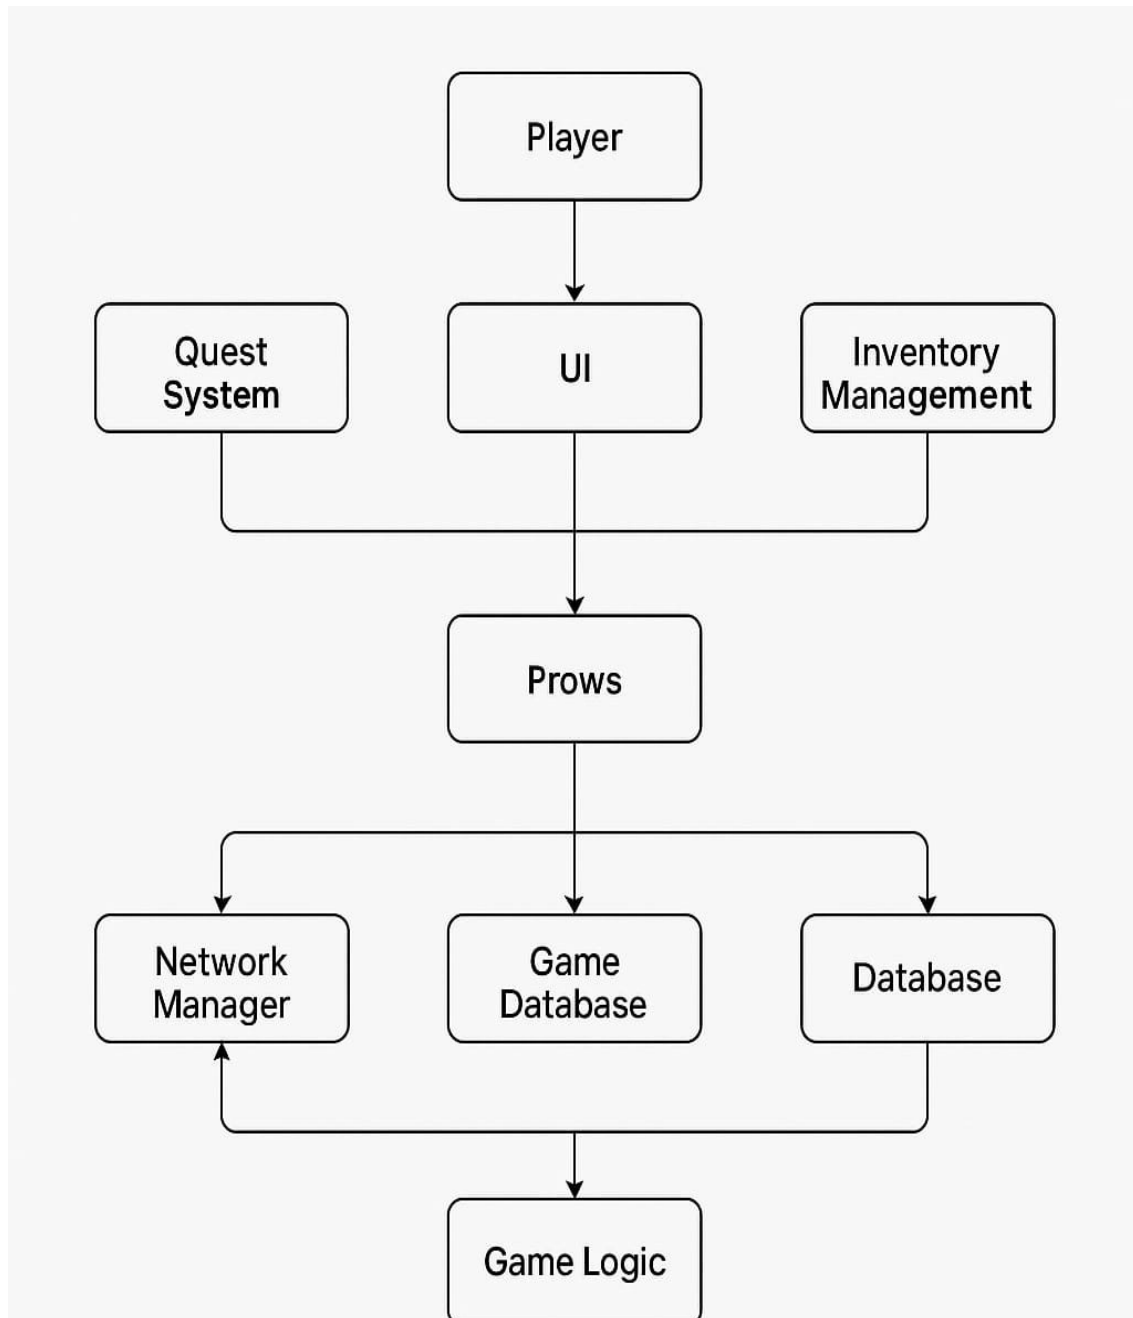 Player
Quest
System
UI
Inventory
Management
Prows
Network
Manager
Game
Database
Database
Game Logic